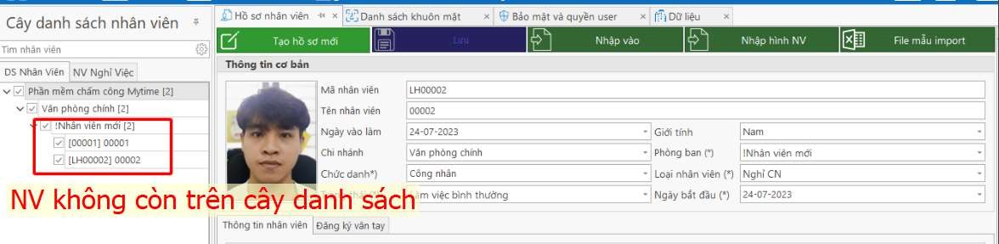 Hồ sơ nhân viên
Danh sách khuôn mặt
Bảo mật và quyền user
Dữ liệu
Cây danh sách nhân viên
Tạo hồ sơ mới
Lưu
Nhập vào
Nhập hình NV
File mẫu import
Tìm nhân viên
DS Nhân Viên
NV Nghỉ Việc
Phần mềm chấm công Mytime [2]
Văn phòng chính [2]
!Nhân viên mới [2]
[00001] 00001
[LH00002] 00002
Thông tin cơ bản
Mã nhân viên
LH00002
Tên nhân viên
00002
Ngày vào làm
24-07-2023
Giới tính
Nam
Chi nhánh
Văn phòng chính
Phòng ban (*)
!Nhân viên mới
Chức danh*)
Công nhân
Loại nhân viên (*)
Nghỉ CN
việc bình thường
Ngày bắt đầu (*)
24-07-2023
NV không còn trên cây danh sách
Thông tin nhân viên
Đăng ký vân tay